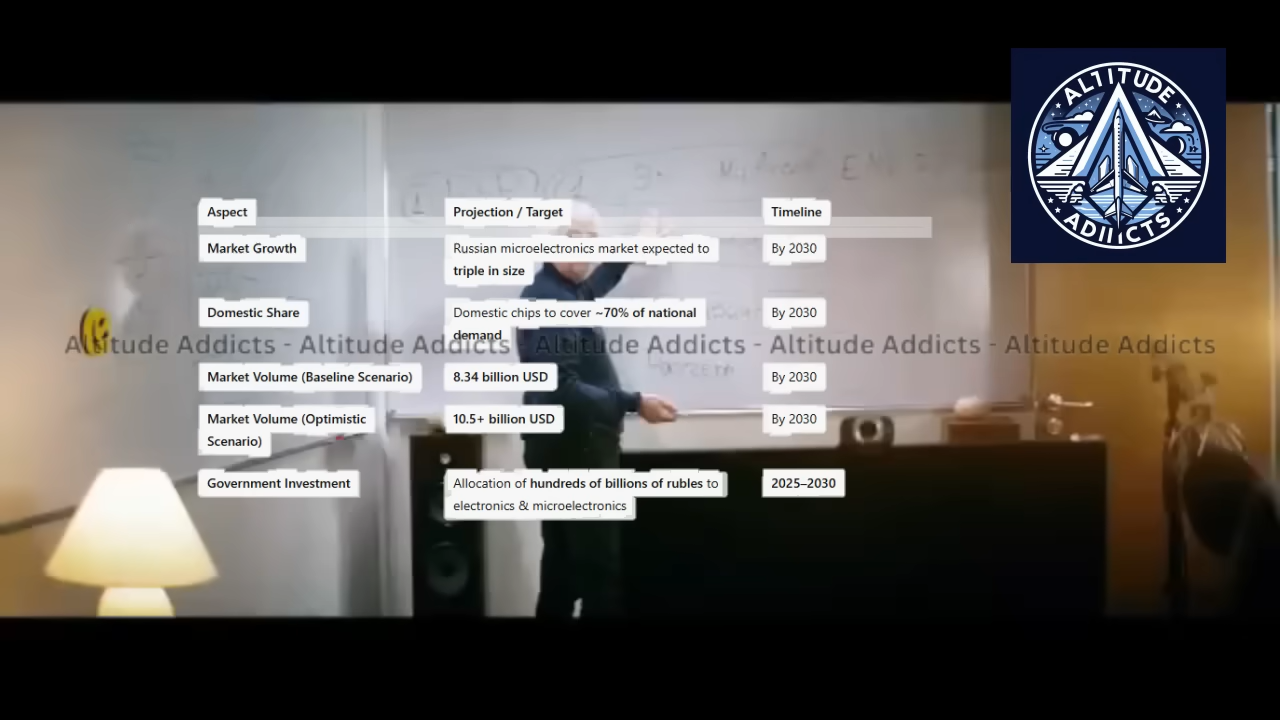 ALTITUDE
ADIICTS
Aspect Projection / Target Timeline
Market Growth Russian microelectronics market expected to By 2030
triple in size
Domestic Share Domestic chips to cover ~70% of national By 2030
demand
Altitude Addicts - Altitude Addicts - Altitude Addicts - Altitude Addicts - Altitude Addicts
Market Volume (Baseline Scenario) 8.34 billion USD By 2030
Market Volume (Optimistic 10.5+ billion USD By 2030
Scenario)
Government Investment Allocation of hundreds of billions of rubles to 2025–2030
electronics & microelectronics